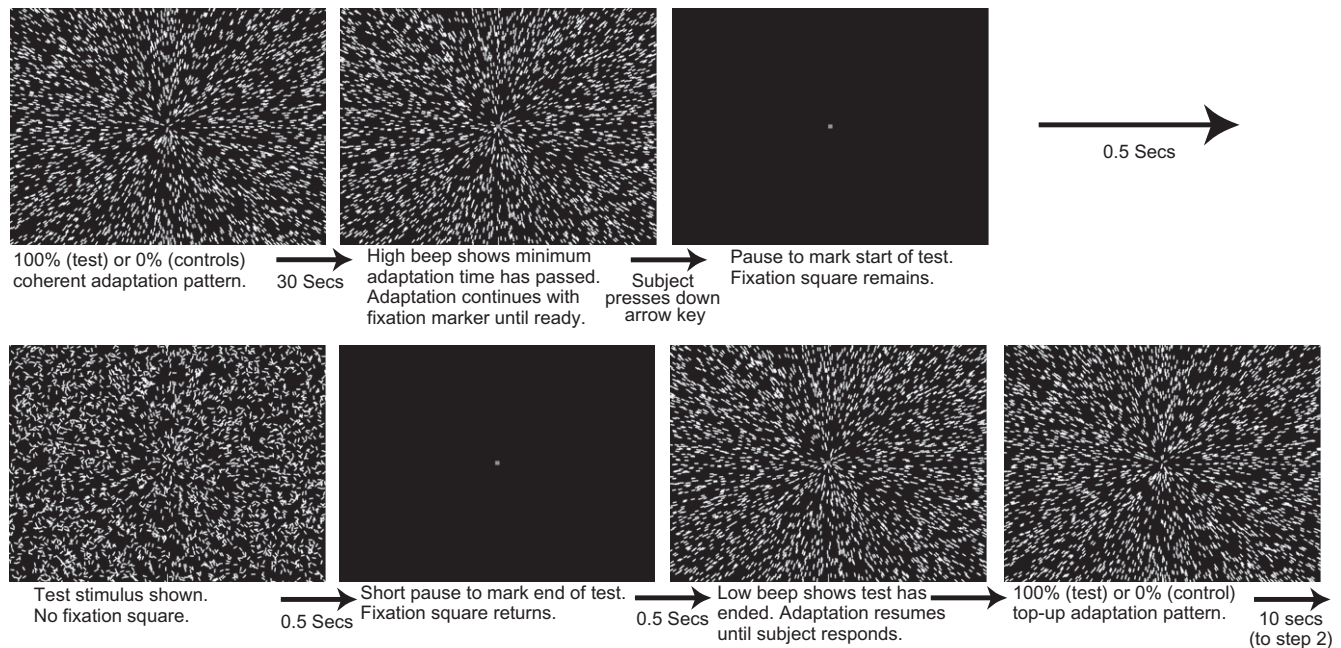 100% (test) or 0% (controls)
coherent adaptation pattern.
30 Secs
High beep shows minimum
adaptation time has passed.
Adaptation continues with
fixation marker until ready.
Subject
presses down
arrow key
Pause to mark start of test.
Fixation square remains.
0.5 Secs
Test stimulus shown.
No fixation square.
0.5 Secs
Short pause to mark end of test.
Fixation square returns.
0.5 Secs
Low beep shows test has
ended. Adaptation resumes
until subject responds.
100% (test) or 0% (control)
top-up adaptation pattern.
10 secs
(to step 2)